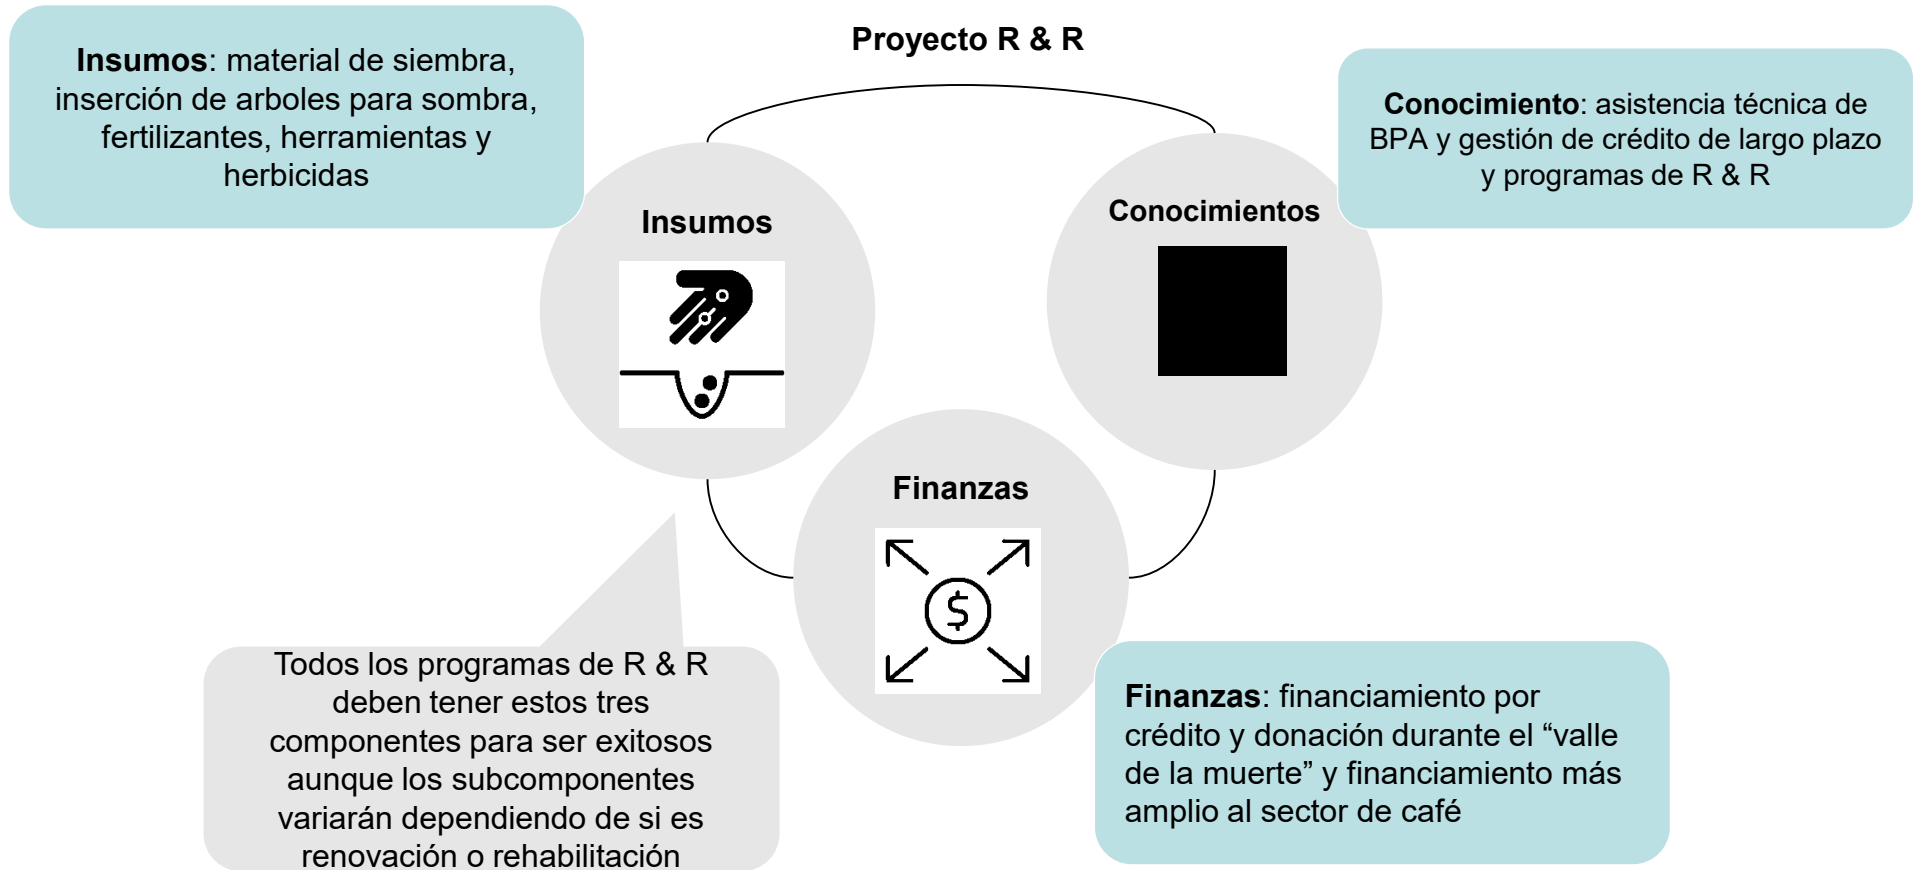 Proyecto R & R
Insumos: material de siembra,
inserción de arboles para sombra,
fertilizantes, herramientas y
herbicidas
Conocimiento: asistencia técnica de
BPA y gestión de crédito de largo plazo
y programas de R & R
Insumos
Conocimientos
Finanzas
$
Todos los programas de R & R
deben tener estos tres
componentes para ser exitosos
aunque los subcomponentes
variarán dependiendo de si es
renovación o rehabilitación
Finanzas: financiamiento por
crédito y donación durante el “valle
de la muerte” y financiamiento más
amplio al sector de café